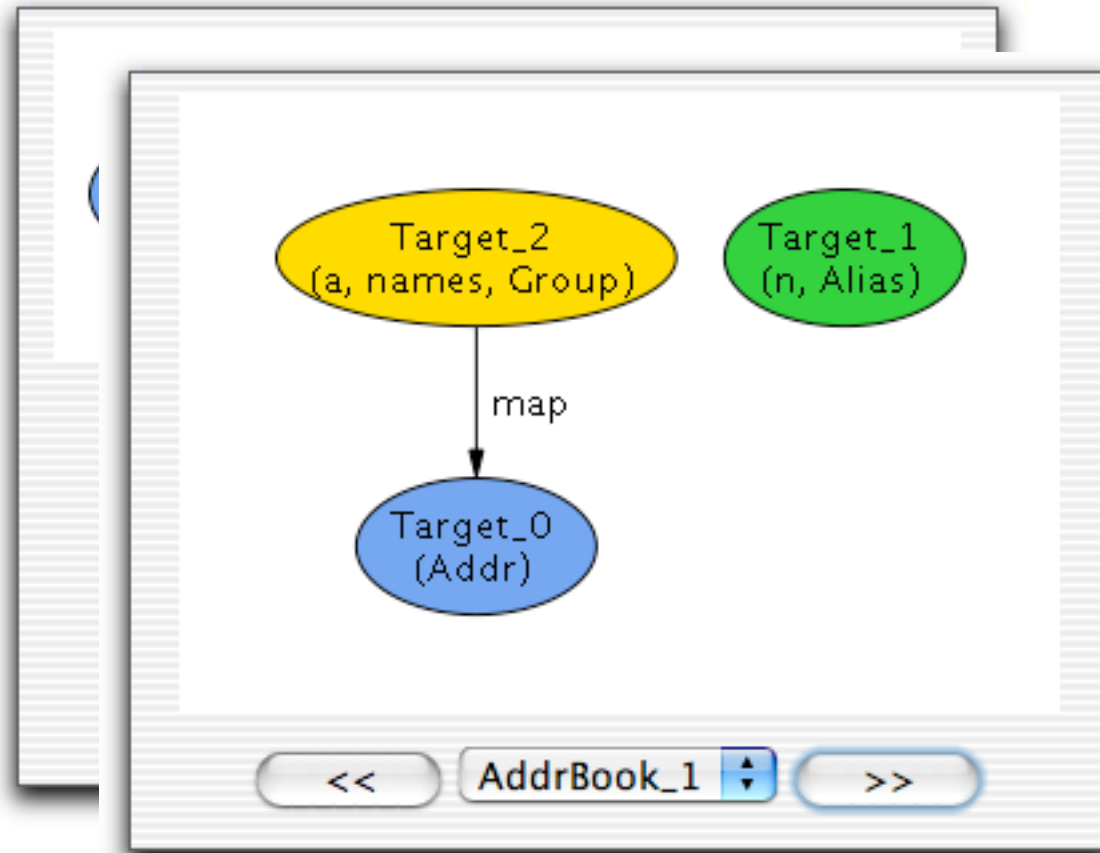 Target_2
(a, names, Group)
Target_1
(n, Alias)
map
Target_0
(Addr)
<<
AddrBook_1
>>